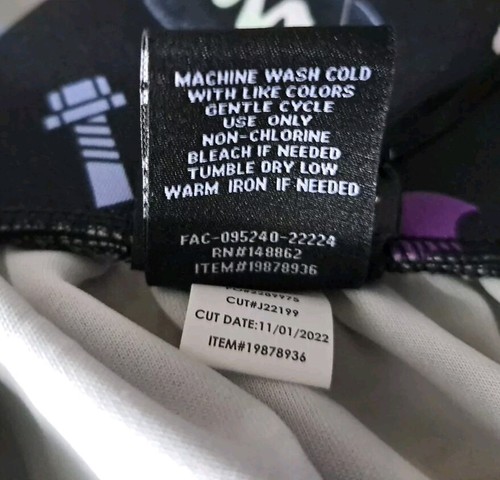 MACHINE WASH COLD
WITH LIKE COLORS
GENTLE CYCLE
USE ONLY
NON-CHLORINE
BLEACH IF NEEDED
TUMBLE DRY LOW
WARM IRON IF NEEDED
FAC-095240-22224
RN#148862
ITEM#19878936
CUT#J22199
CUT DATE:11/01/2022
ITEM#19878936